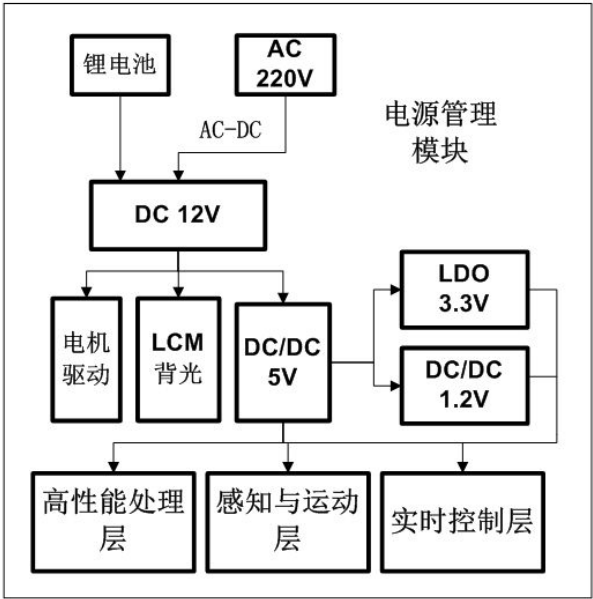 锂电池
AC
220V
电源管理
模块
AC-DC
DC 12V
电机
驱动
LCM
背光
DC/DC
5V
LDO
3.3V
DC/DC
1.2V
高性能处理
层
感知与运动
层
实时控制层